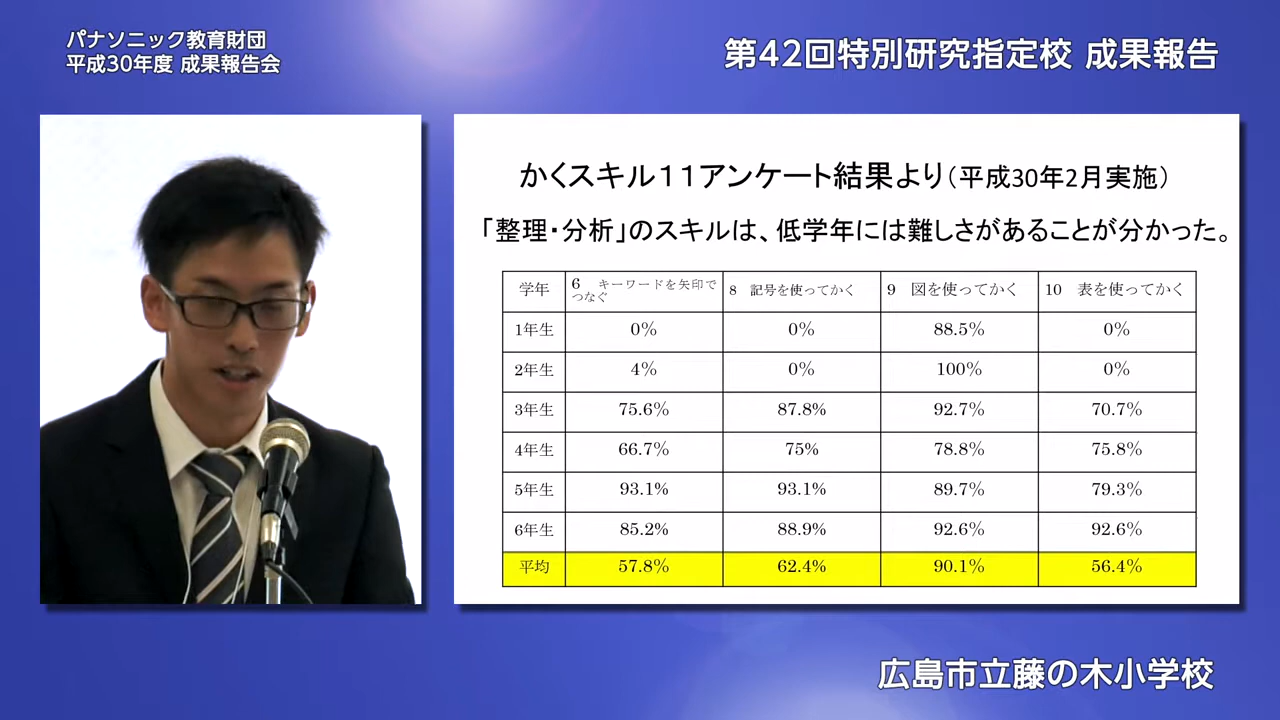 パナソニック教育財団
平成30年度 成果報告会
第42回特別研究指定校 成果報告
かくスキル11アンケート結果より（平成30年2月実施）
「整理・分析」のスキルは、低学年には難しさがあることが分かった。
学年 6 キーワードを矢印でつなぐ 8 記号を使ってかく 9 図を使ってかく 10 表を使ってかく
1年生 0% 0% 88.5% 0%
2年生 4% 0% 100% 0%
3年生 75.6% 87.8% 92.7% 70.7%
4年生 66.7% 75% 78.8% 75.8%
5年生 93.1% 93.1% 89.7% 79.3%
6年生 85.2% 88.9% 92.6% 92.6%
平均 57.8% 62.4% 90.1% 56.4%
広島市立藤の木小学校